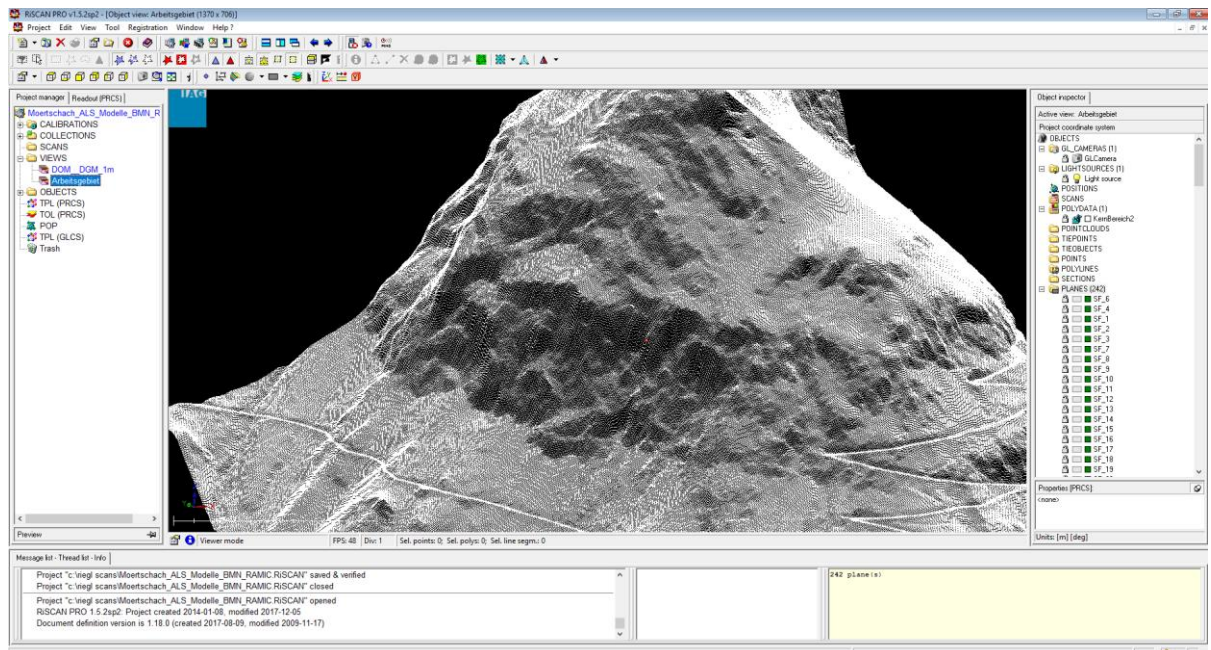 RiSCAN PRO v1.5.2sp2 - [Object view: Arbeitsgebiet (1370 x 706)]
Project Edit View Tool Registration Window Help ?
Project manager Readout (PRCS)
Moertschach_ALS_Modelle_BMN_R
CALIBRATIONS
COLLECTIONS
SCANS
VIEWS
DOM__DGM_1m
Arbeitsgebiet
OBJECTS
TPL (PRCS)
TOL (PRCS)
POP
TPL (GLCS)
Trash
Preview
IAG
Viewer mode FPS: 48 Div: 1 Sel. points: 0; Sel. polys: 0; Sel. line segm.: 0
Object inspector
Active view: Arbeitsgebiet
Project coordinate system
OBJECTS
GL_CAMERAS (1)
GLCamera
LIGHTSOURCES (1)
Light source
POSITIONS
SCANS
POLYDATA (1)
KernBereich2
POINTCLOUDS
TIEPOINTS
TIEOBJECTS
POINTS
POLYLINES
SECTIONS
PLANES (242)
SF_6
SF_4
SF_1
SF_2
SF_3
SF_7
SF_8
SF_9
SF_10
SF_11
SF_12
SF_13
SF_14
SF_15
SF_16
SF_17
SF_18
SF_19
Properties [PRCS]:
<none>
Units: [m] [deg]
Message list - Thread list - Info
Project "c:\riegl scans\Moertschach_ALS_Modelle_BMN_RAMIC.RiSCAN" saved & verified
Project "c:\riegl scans\Moertschach_ALS_Modelle_BMN_RAMIC.RiSCAN" closed
Project "c:\riegl scans\Moertschach_ALS_Modelle_BMN_RAMIC.RiSCAN" opened
RiSCAN PRO 1.5.2sp2: Project created 2014-01-08, modified 2017-12-05
Document definition version is 1.18.0 (created 2017-08-09, modified 2009-11-17)
242 plane(s)